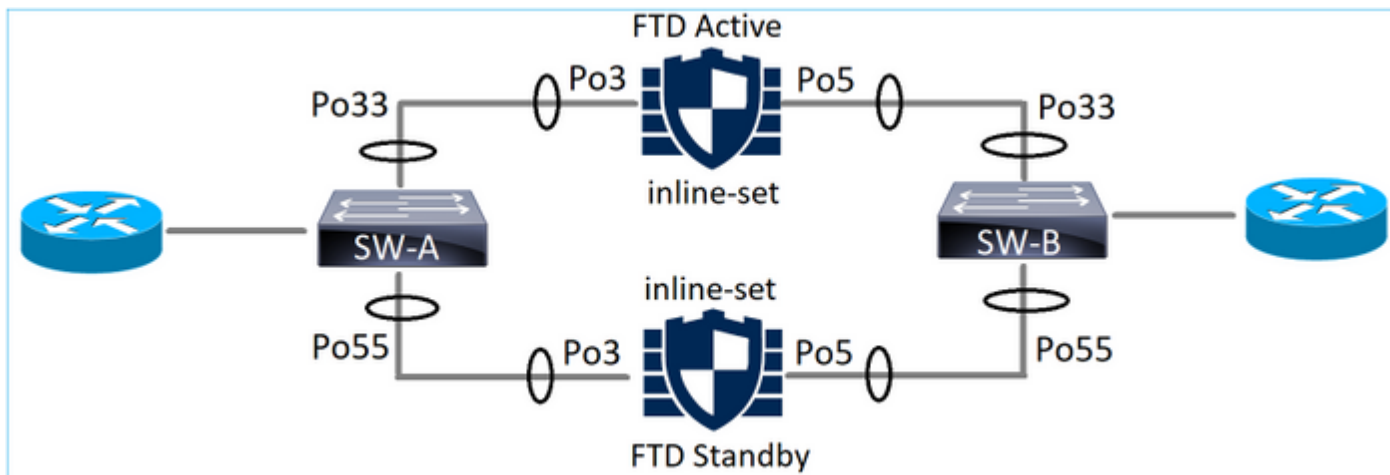 FTD Active
Po3
Po5
Po33
Po33
inline-set
SW-A
SW-B
inline-set
Po55
Po3
Po5
Po55
FTD Standby